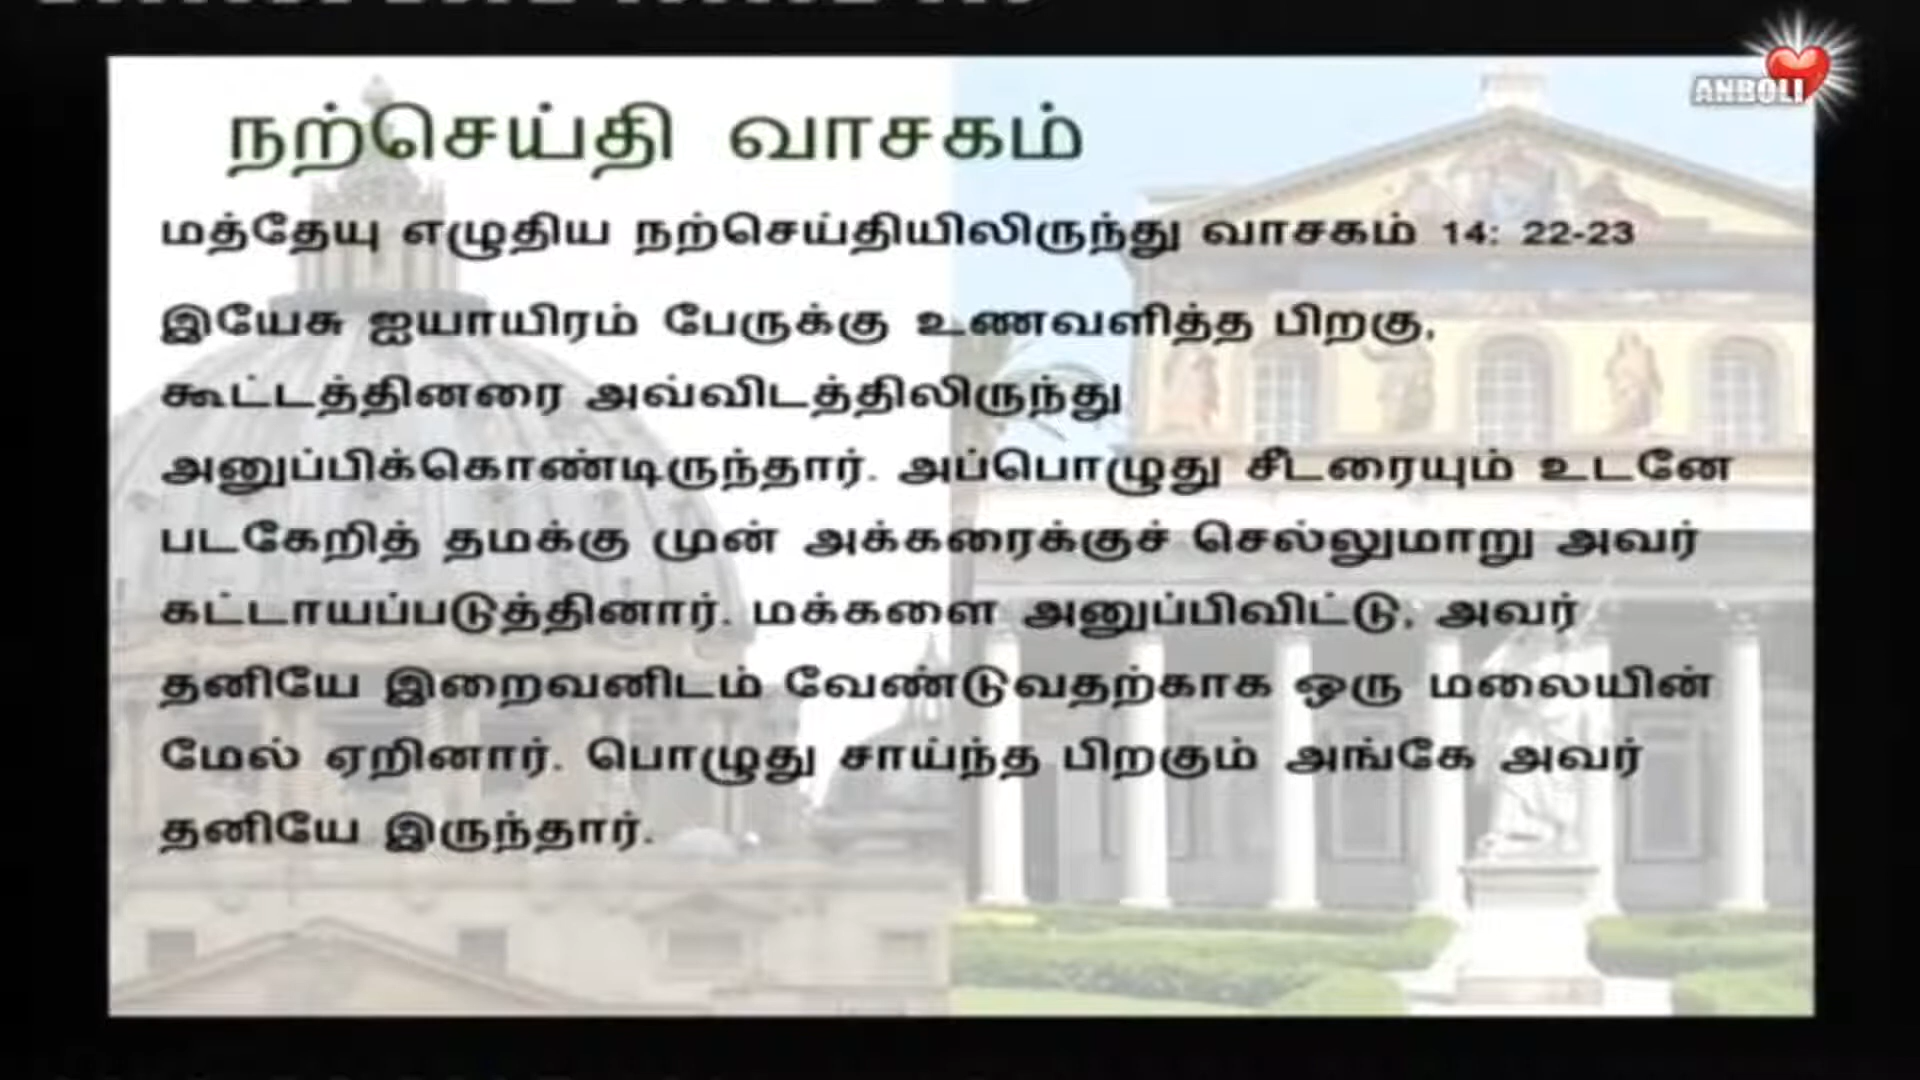 ANBOLI
நற்செய்தி வாசகம்
மத்தேயு எழுதிய நற்செய்தியிலிருந்து வாசகம் 14: 22-23
இயேசு ஐயாயிரம் பேருக்கு உணவளித்த பிறகு,
கூட்டத்தினரை அவ்விடத்திலிருந்து
அனுப்பிக்கொண்டிருந்தார். அப்பொழுது சீடரையும் உடனே
படகேறித் தமக்கு முன் அக்கரைக்குச் செல்லுமாறு அவர்
கட்டாயப்படுத்தினார். மக்களை அனுப்பிவிட்டு, அவர்
தனியே இறைவனிடம் வேண்டுவதற்காக ஒரு மலையின்
மேல் ஏறினார். பொழுது சாய்ந்த பிறகும் அங்கே அவர்
தனியே இருந்தார்.